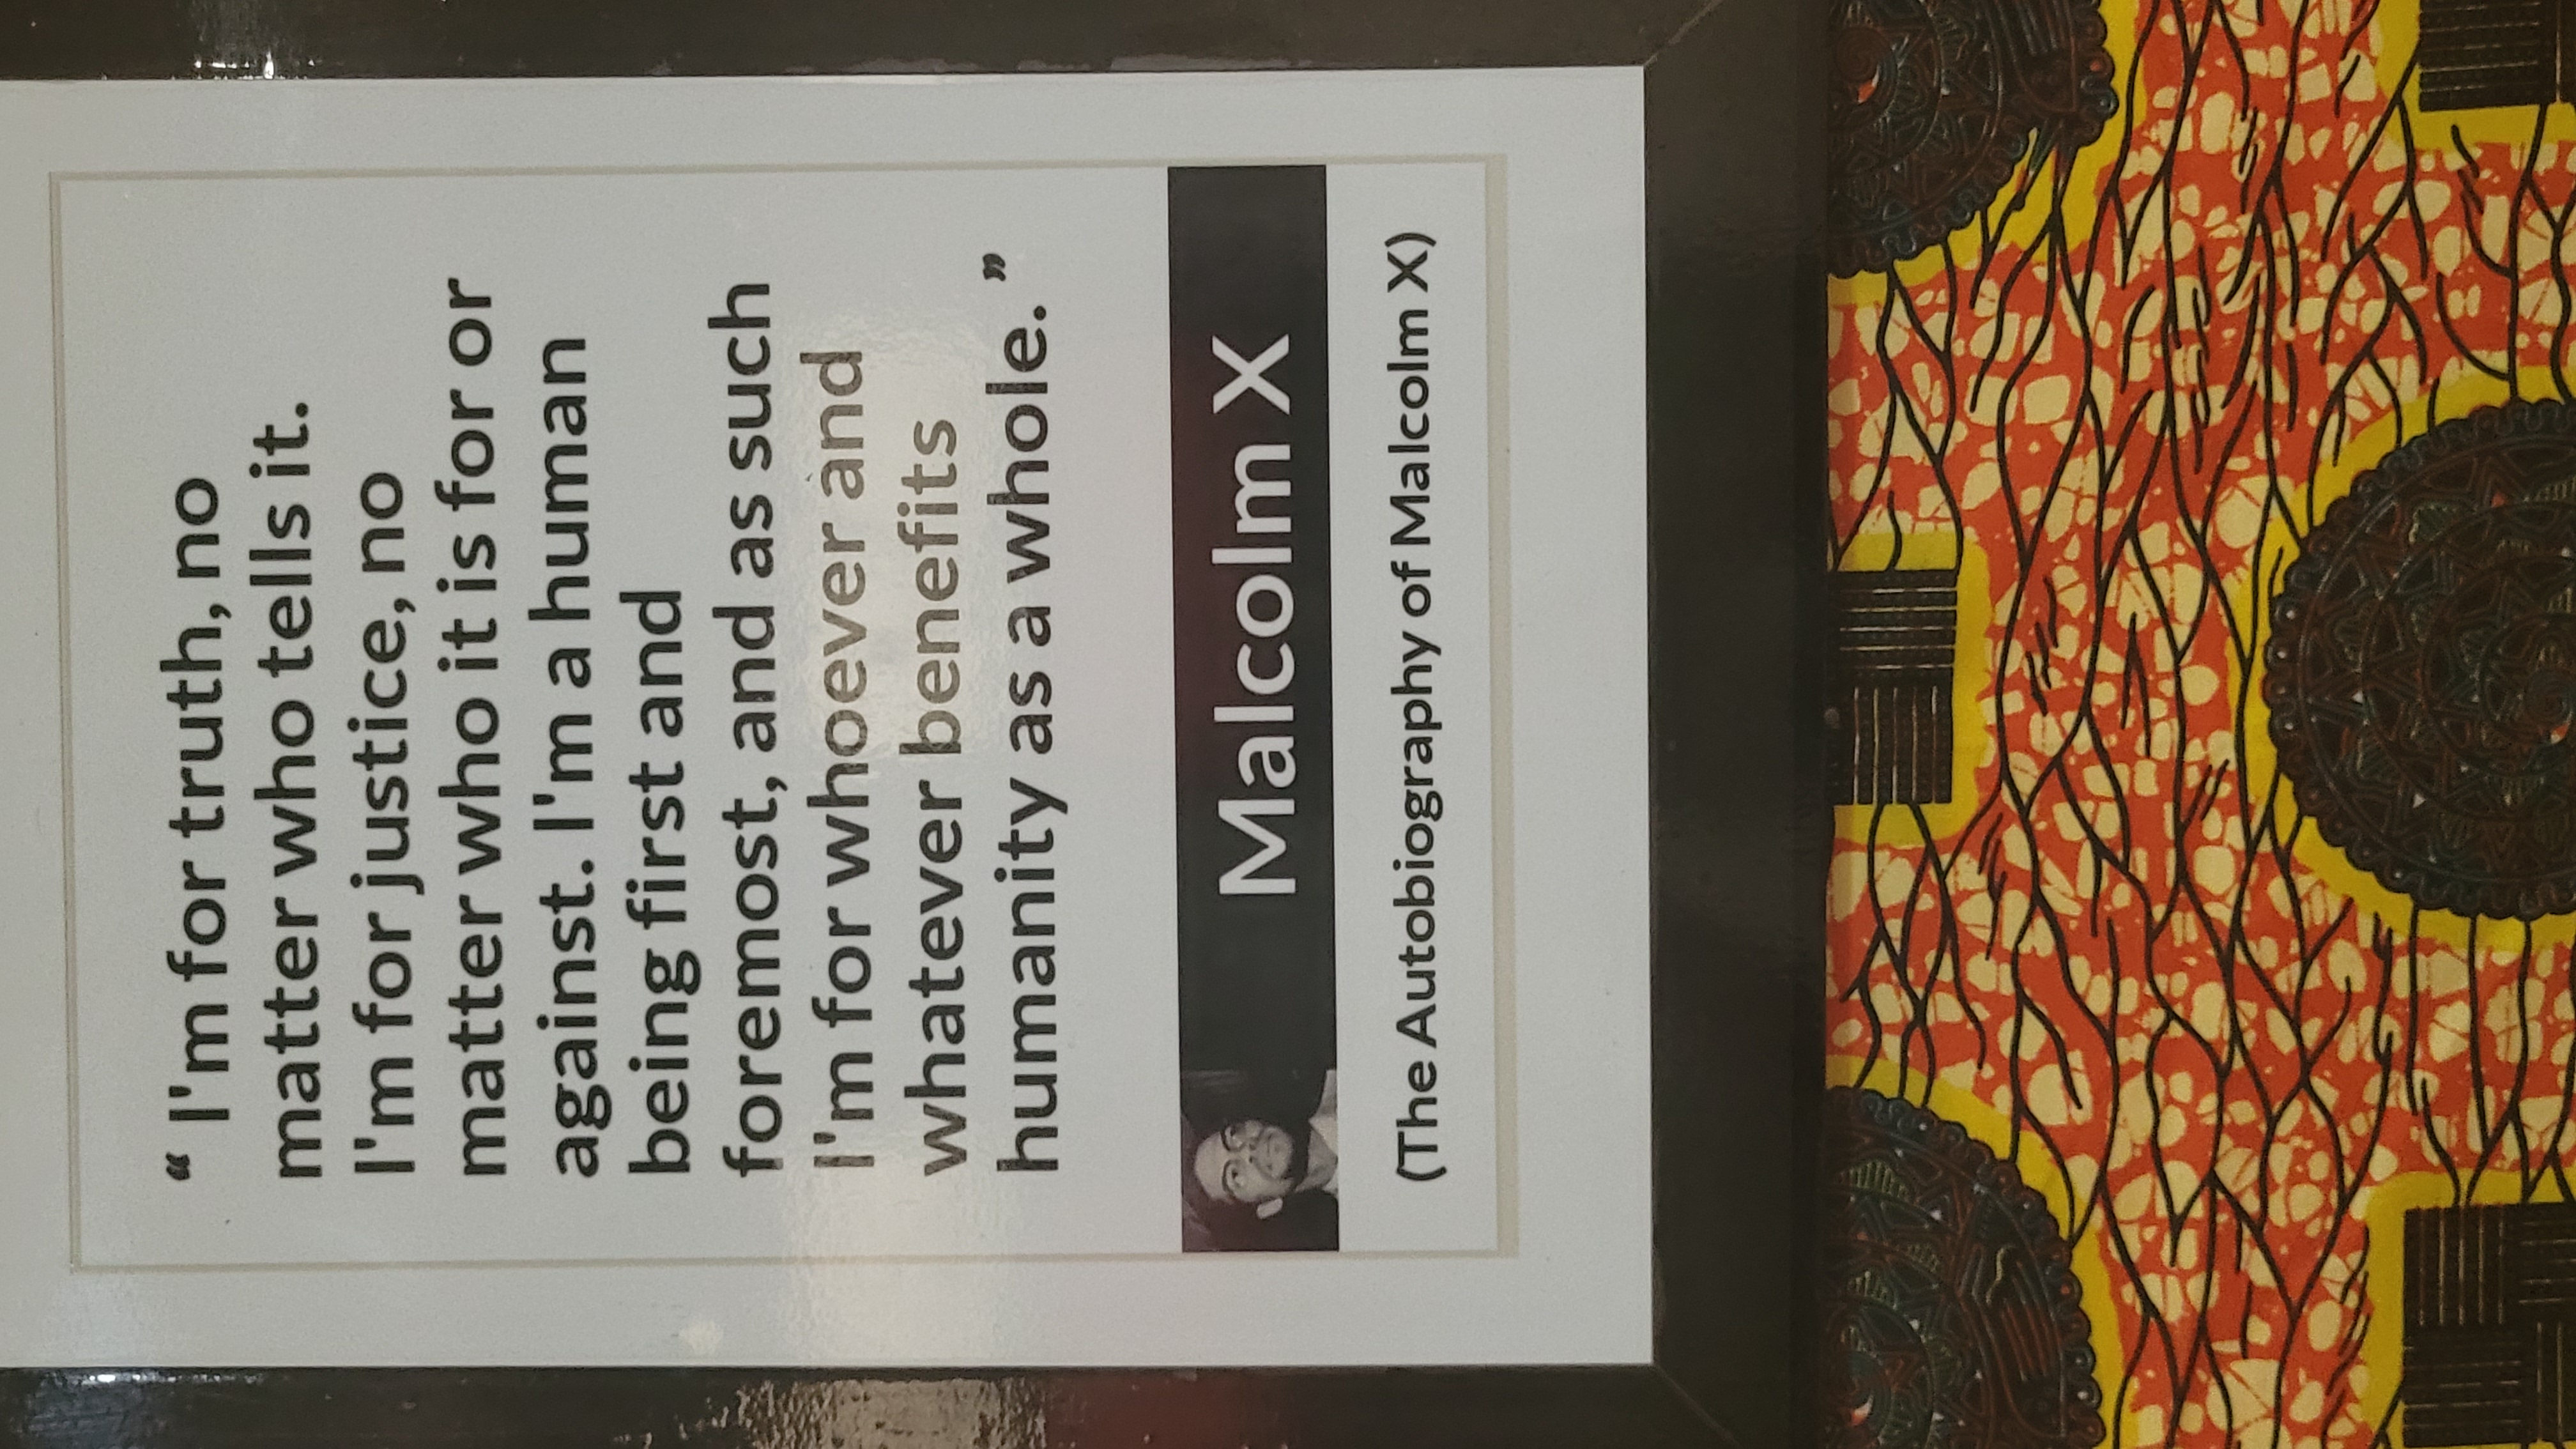 “ I'm for truth, no
matter who tells it.
I'm for justice, no
matter who it is for or
against. I'm a human
being first and
foremost, and as such
I'm for whoever and
whatever benefits
humanity as a whole. ”
Malcolm X
(The Autobiography of Malcolm X)